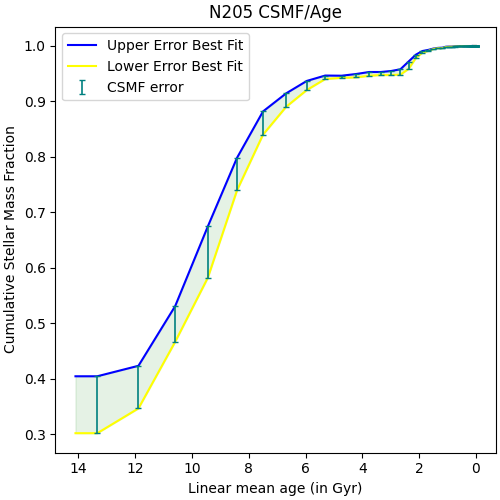 N205 CSMF/Age
Upper Error Best Fit
Lower Error Best Fit
CSMF error
Cumulative Stellar Mass Fraction
1.0
0.9
0.8
0.7
0.6
0.5
0.4
0.3
14 12 10 8 6 4 2 0
Linear mean age (in Gyr)